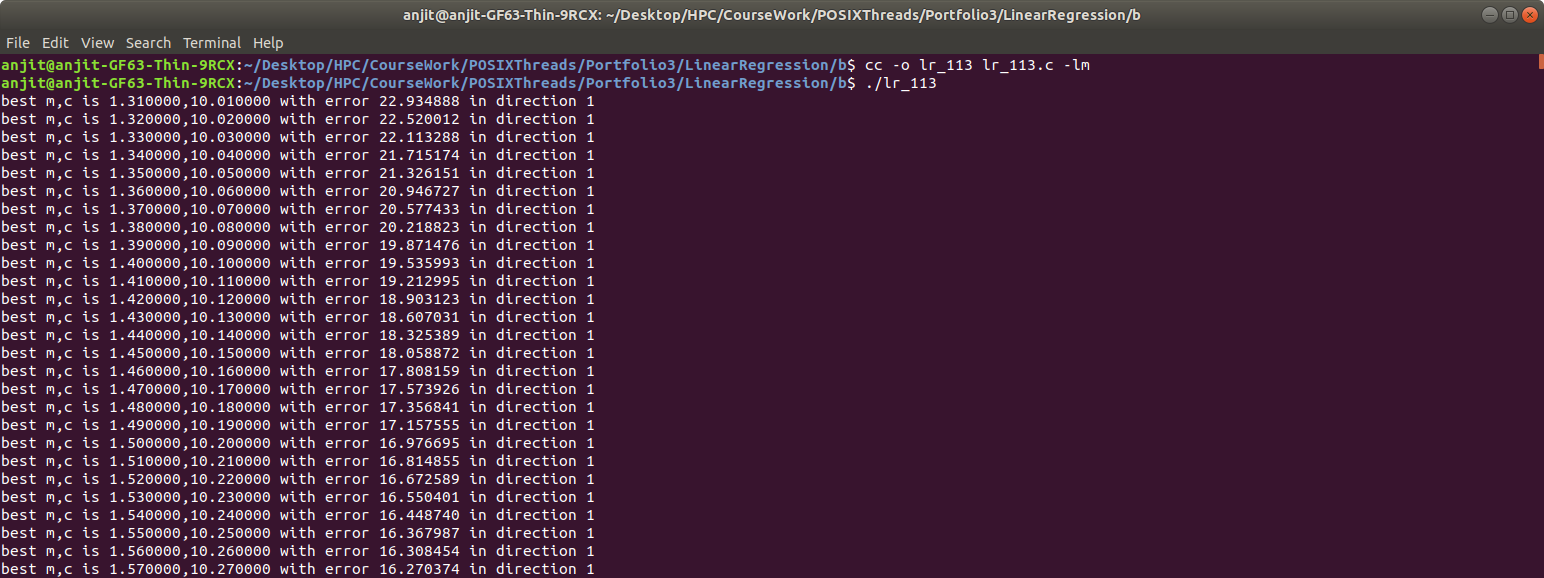 anjit@anjit-GF63-Thin-9RCX: ~/Desktop/HPC/CourseWork/POSIXThreads/Portfolio3/LinearRegression/b
File Edit View Search Terminal Help
anjit@anjit-GF63-Thin-9RCX:~/Desktop/HPC/CourseWork/POSIXThreads/Portfolio3/LinearRegression/b$ cc -o lr_113 lr_113.c -lm
anjit@anjit-GF63-Thin-9RCX:~/Desktop/HPC/CourseWork/POSIXThreads/Portfolio3/LinearRegression/b$ ./lr_113
best m,c is 1.310000,10.010000 with error 22.934888 in direction 1
best m,c is 1.320000,10.020000 with error 22.520012 in direction 1
best m,c is 1.330000,10.030000 with error 22.113288 in direction 1
best m,c is 1.340000,10.040000 with error 21.715174 in direction 1
best m,c is 1.350000,10.050000 with error 21.326151 in direction 1
best m,c is 1.360000,10.060000 with error 20.946727 in direction 1
best m,c is 1.370000,10.070000 with error 20.577433 in direction 1
best m,c is 1.380000,10.080000 with error 20.218823 in direction 1
best m,c is 1.390000,10.090000 with error 19.871476 in direction 1
best m,c is 1.400000,10.100000 with error 19.535993 in direction 1
best m,c is 1.410000,10.110000 with error 19.212995 in direction 1
best m,c is 1.420000,10.120000 with error 18.903123 in direction 1
best m,c is 1.430000,10.130000 with error 18.607031 in direction 1
best m,c is 1.440000,10.140000 with error 18.325389 in direction 1
best m,c is 1.450000,10.150000 with error 18.058872 in direction 1
best m,c is 1.460000,10.160000 with error 17.808159 in direction 1
best m,c is 1.470000,10.170000 with error 17.573926 in direction 1
best m,c is 1.480000,10.180000 with error 17.356841 in direction 1
best m,c is 1.490000,10.190000 with error 17.157555 in direction 1
best m,c is 1.500000,10.200000 with error 16.976695 in direction 1
best m,c is 1.510000,10.210000 with error 16.814855 in direction 1
best m,c is 1.520000,10.220000 with error 16.672589 in direction 1
best m,c is 1.530000,10.230000 with error 16.550401 in direction 1
best m,c is 1.540000,10.240000 with error 16.448740 in direction 1
best m,c is 1.550000,10.250000 with error 16.367987 in direction 1
best m,c is 1.560000,10.260000 with error 16.308454 in direction 1
best m,c is 1.570000,10.270000 with error 16.270374 in direction 1